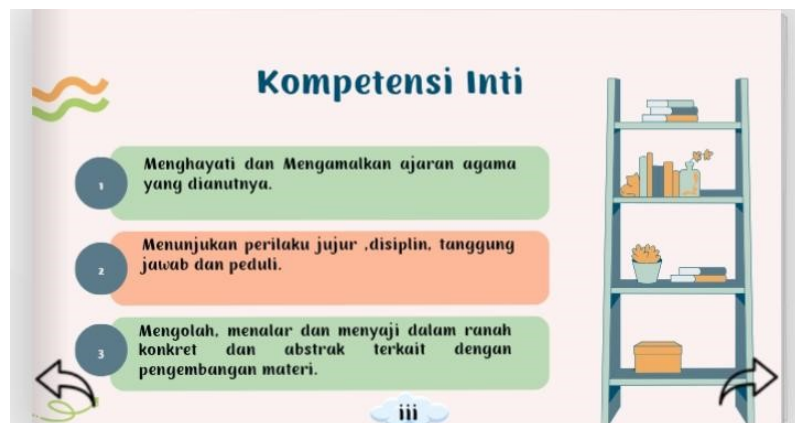 Kompetensi Inti
1
Menghayati dan Mengamalkan ajaran agama
yang dianutnya.
2
Menunjukan perilaku jujur ,disiplin, tanggung
jawab dan peduli.
3
Mengolah, menalar dan menyaji dalam ranah
konkret dan abstrak terkait dengan
pengembangan materi.
iii